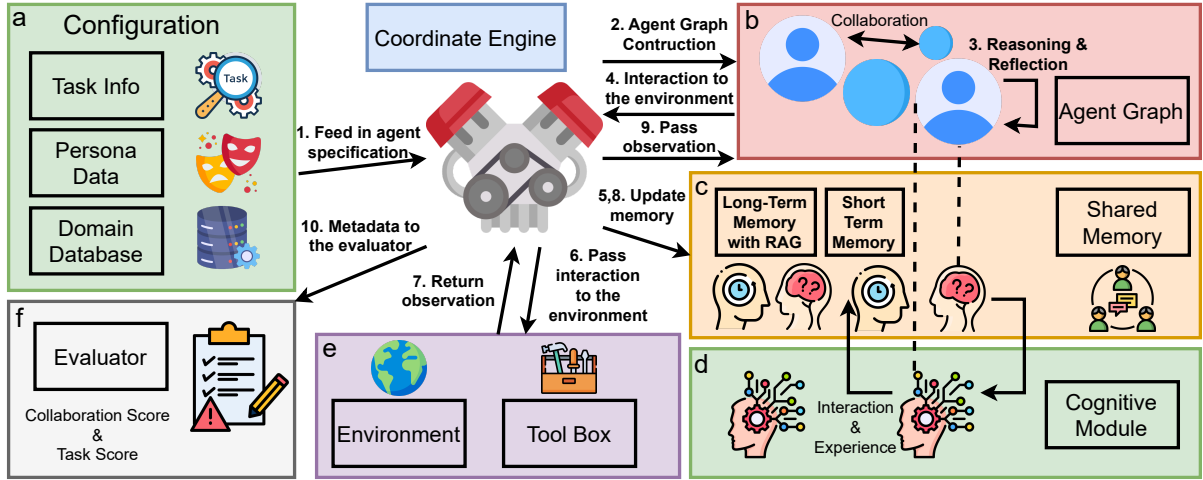 a
Configuration
Task Info
Task
Persona
Data
Domain
Database
Coordinate Engine
1. Feed in agent
specification
2. Agent Graph
Contruction
4. Interaction to
the environment
9. Pass
observation
5,8. Update
memory
10. Metadata to
the evaluator
7. Return
observation
6. Pass
interaction
to the
environment
b
Collaboration
3. Reasoning &
Reflection
Agent Graph
c
Long-Term
Memory
with RAG
Short
Term
Memory
Shared
Memory
??
??
d
Interaction
&
Experience
Cognitive
Module
e
Environment
Tool Box
f
Evaluator
Collaboration Score
&
Task Score